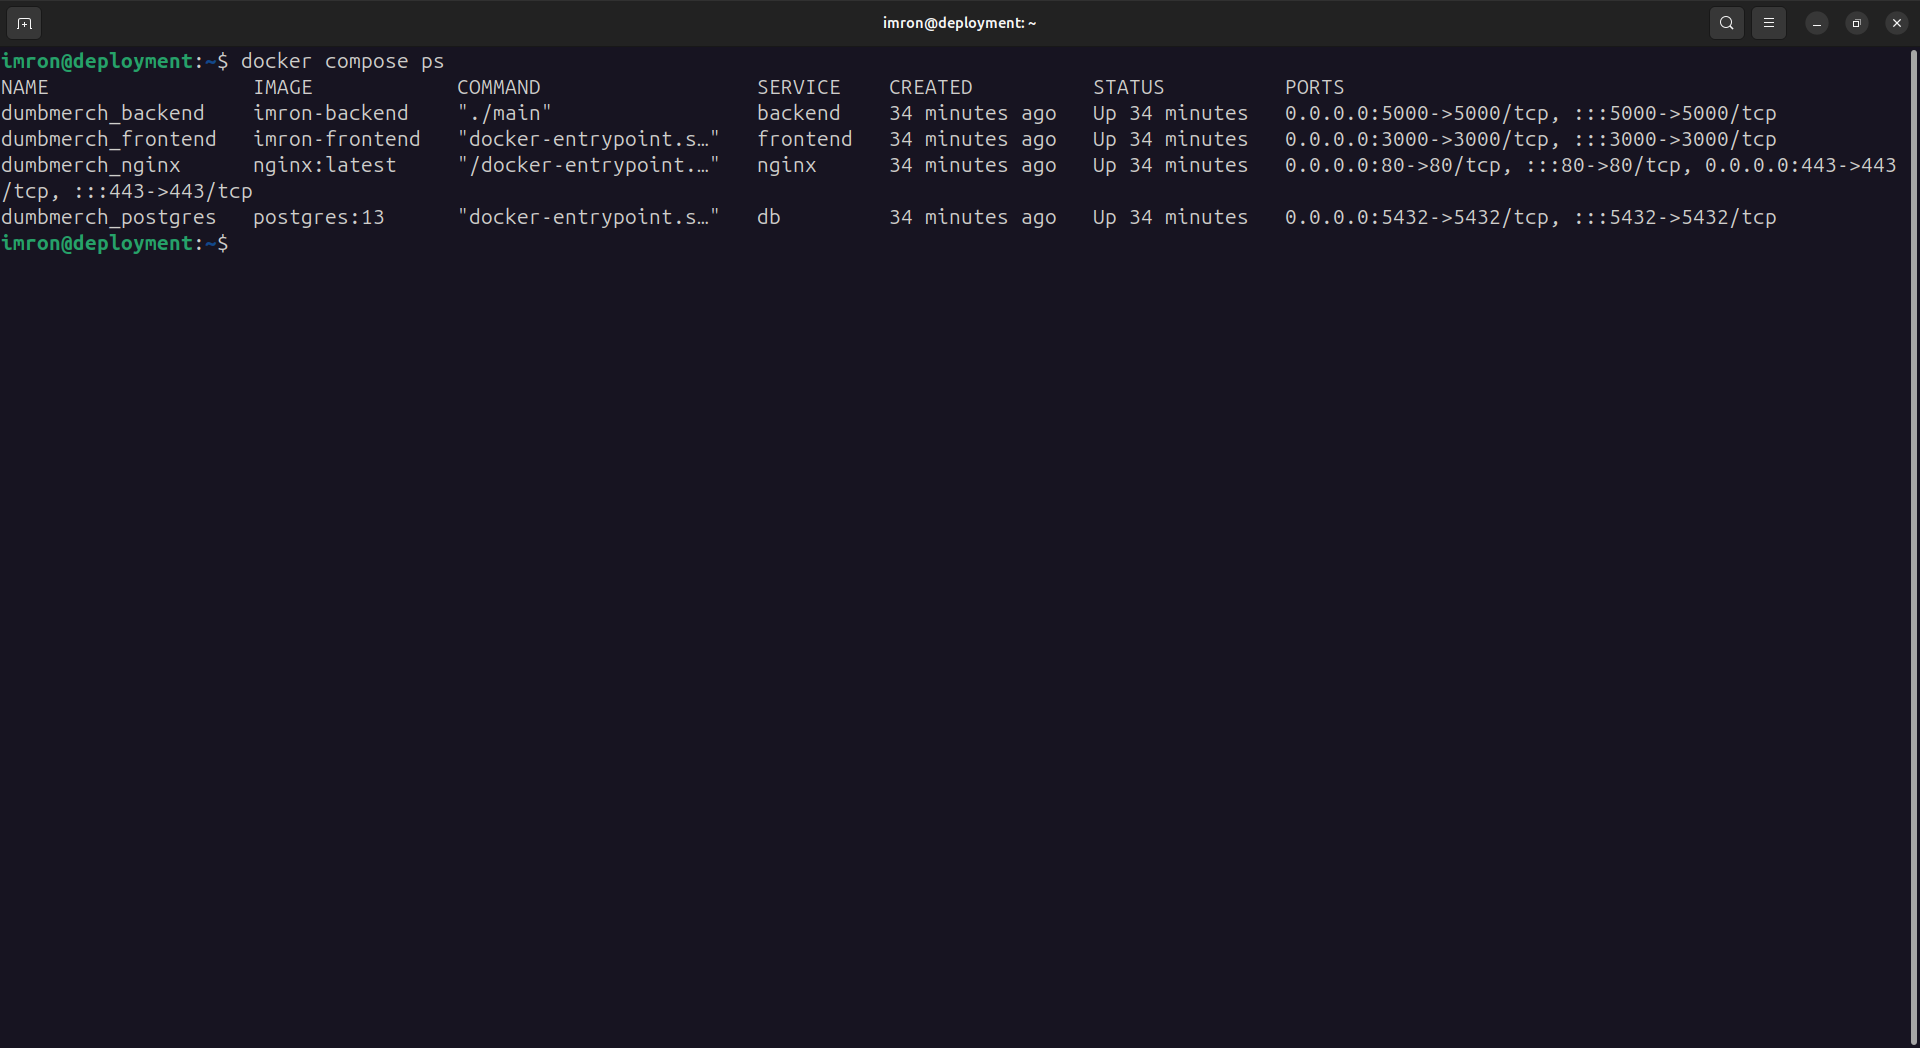 imron@deployment: ~
imron@deployment:~$ docker compose ps
NAME                 IMAGE            COMMAND                  SERVICE    CREATED          STATUS          PORTS
dumbmerch_backend    imron-backend    "./main"                 backend    34 minutes ago   Up 34 minutes   0.0.0.0:5000->5000/tcp, :::5000->5000/tcp
dumbmerch_frontend   imron-frontend   "docker-entrypoint.s…"   frontend   34 minutes ago   Up 34 minutes   0.0.0.0:3000->3000/tcp, :::3000->3000/tcp
dumbmerch_nginx      nginx:latest     "/docker-entrypoint.…"   nginx      34 minutes ago   Up 34 minutes   0.0.0.0:80->80/tcp, :::80->80/tcp, 0.0.0.0:443->443
/tcp, :::443->443/tcp
dumbmerch_postgres   postgres:13      "docker-entrypoint.s…"   db         34 minutes ago   Up 34 minutes   0.0.0.0:5432->5432/tcp, :::5432->5432/tcp
imron@deployment:~$